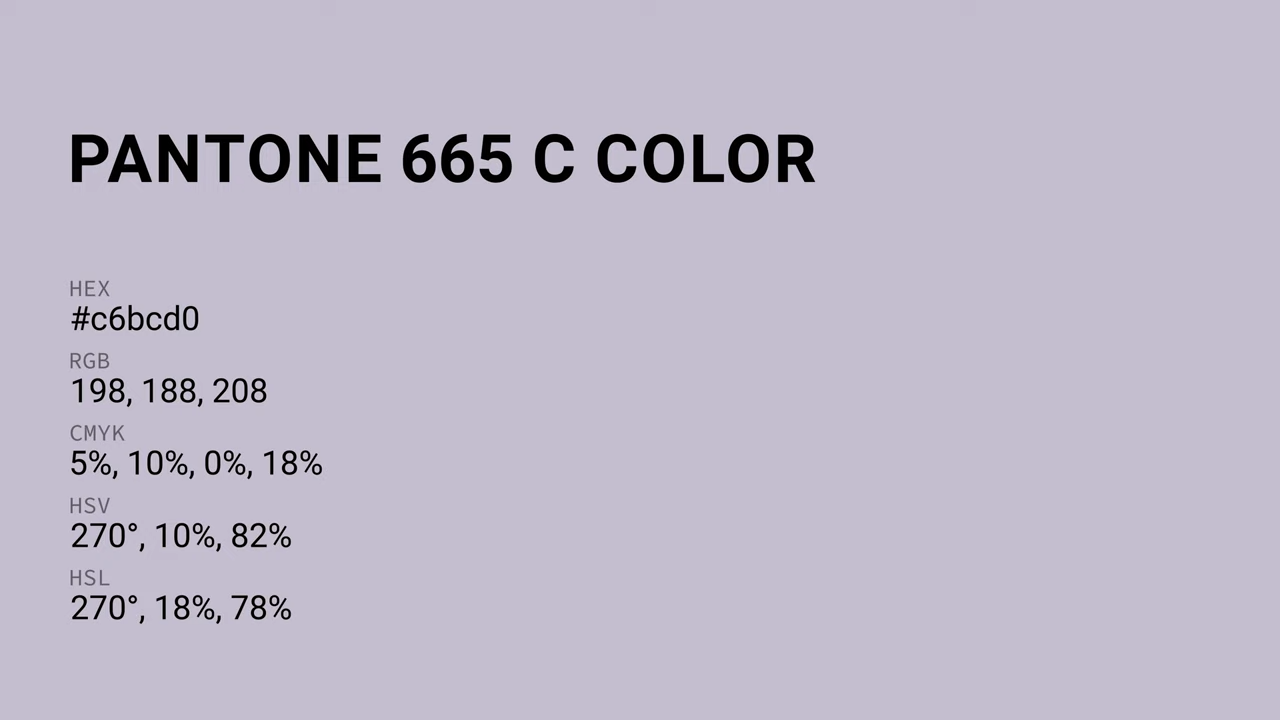 PANTONE 665 C COLOR
HEX
#c6bcd0
RGB
198, 188, 208
CMYK
5%, 10%, 0%, 18%
HSV
270°, 10%, 82%
HSL
270°, 18%, 78%